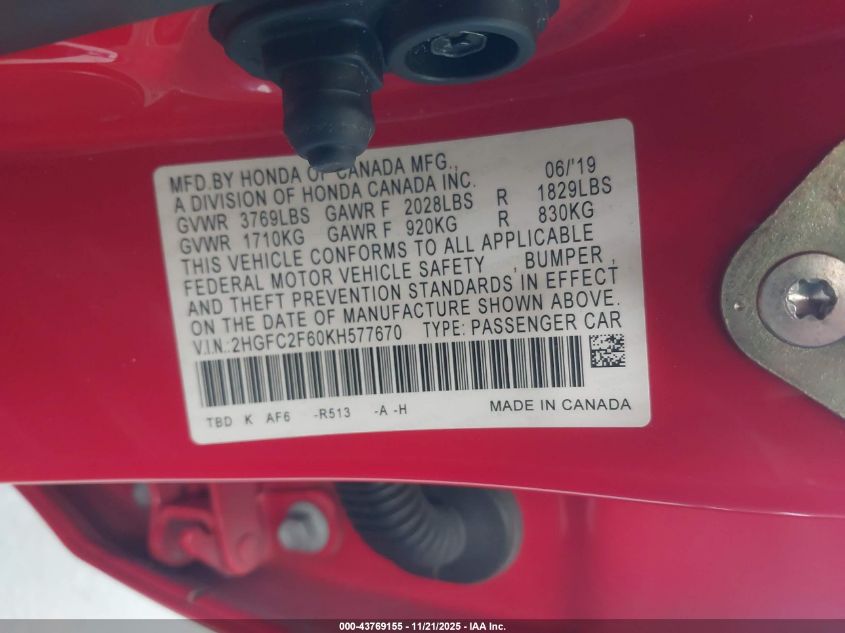 MFD.BY HONDA OF CANADA MFG., 06/'19
A DIVISION OF HONDA CANADA INC.
GVWR 3769LBS GAWR F 2028LBS R 1829LBS
GVWR 1710KG GAWR F 920KG R 830KG
THIS VEHICLE CONFORMS TO ALL APPLICABLE
FEDERAL MOTOR VEHICLE SAFETY , BUMPER ,
AND THEFT PREVENTION STANDARDS IN EFFECT
ON THE DATE OF MANUFACTURE SHOWN ABOVE.
V.I.N.:2HGFC2F60KH577670 TYPE: PASSENGER CAR
TBD K AF6 -R513 -A -H MADE IN CANADA
000-43769155 - 11/21/2025 - IAA Inc.